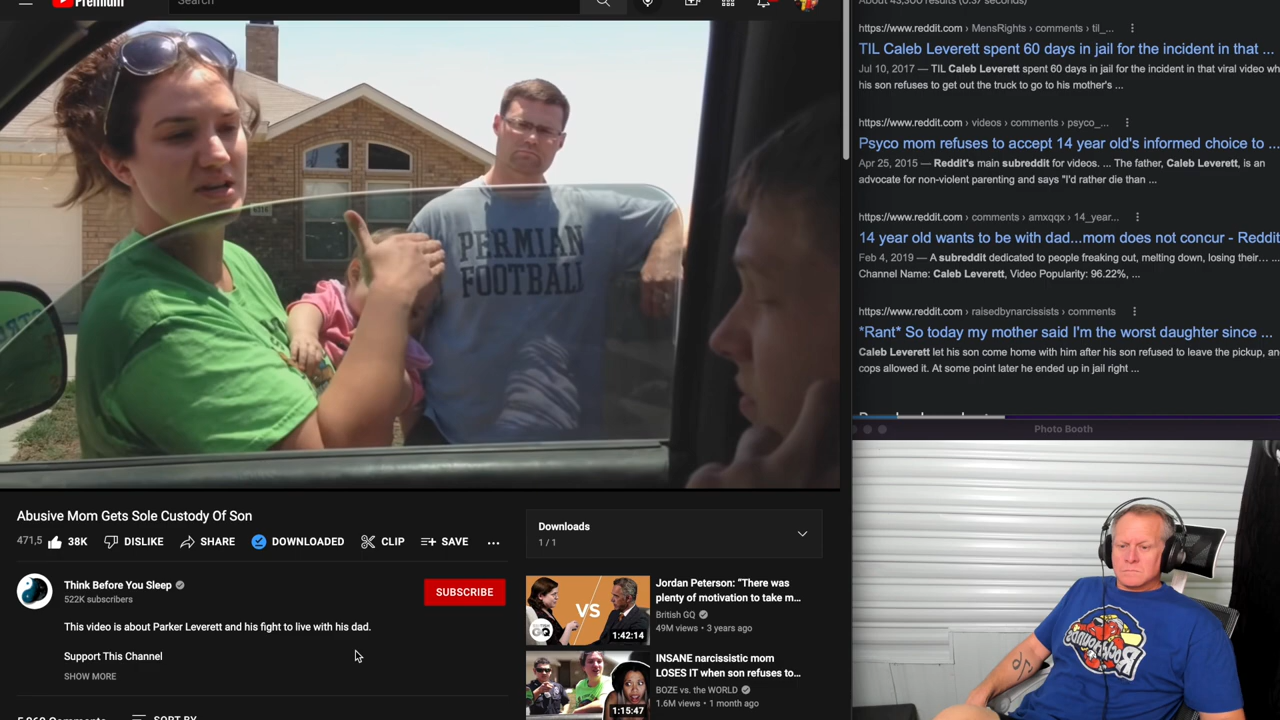 Premium
Search
PERMIAN
FOOTBALL
Abusive Mom Gets Sole Custody Of Son
471,5 38K DISLIKE SHARE DOWNLOADED CLIP SAVE ...
Think Before You Sleep
522K subscribers
SUBSCRIBE
This video is about Parker Leverett and his fight to live with his dad.
Support This Channel
SHOW MORE
SORT BY
Downloads
1 / 1
VS
GQ
1:42:14
Jordan Peterson: “There was
plenty of motivation to take m...
British GQ
49M views • 3 years ago
1:15:47
INSANE narcissistic mom
LOSES IT when son refuses to...
BOZE vs. the WORLD
1.6M views • 1 month ago
About 43,300 results (0.37 seconds)
https://www.reddit.com › MensRights › comments › til_...
TIL Caleb Leverett spent 60 days in jail for the incident in that ...
Jul 10, 2017 — TIL Caleb Leverett spent 60 days in jail for the incident in that viral video wh
his son refuses to get out the truck to go to his mother's ...
https://www.reddit.com › videos › comments › psyco_...
Psyco mom refuses to accept 14 year old's informed choice to ...
Apr 25, 2015 — Reddit's main subreddit for videos. ... The father, Caleb Leverett, is an
advocate for non-violent parenting and says "I'd rather die than ...
https://www.reddit.com › comments › amxqqx › 14_year...
14 year old wants to be with dad...mom does not concur - Reddit
Feb 4, 2019 — A subreddit dedicated to people freaking out, melting down, losing their... ...
Channel Name: Caleb Leverett, Video Popularity: 96.22%, ...
https://www.reddit.com › raisedbynarcissists › comments
*Rant* So today my mother said I'm the worst daughter since ...
Caleb Leverett let his son come home with him after his son refused to leave the pickup, and
cops allowed it. At some point later he ended up in jail right ...
Photo Booth